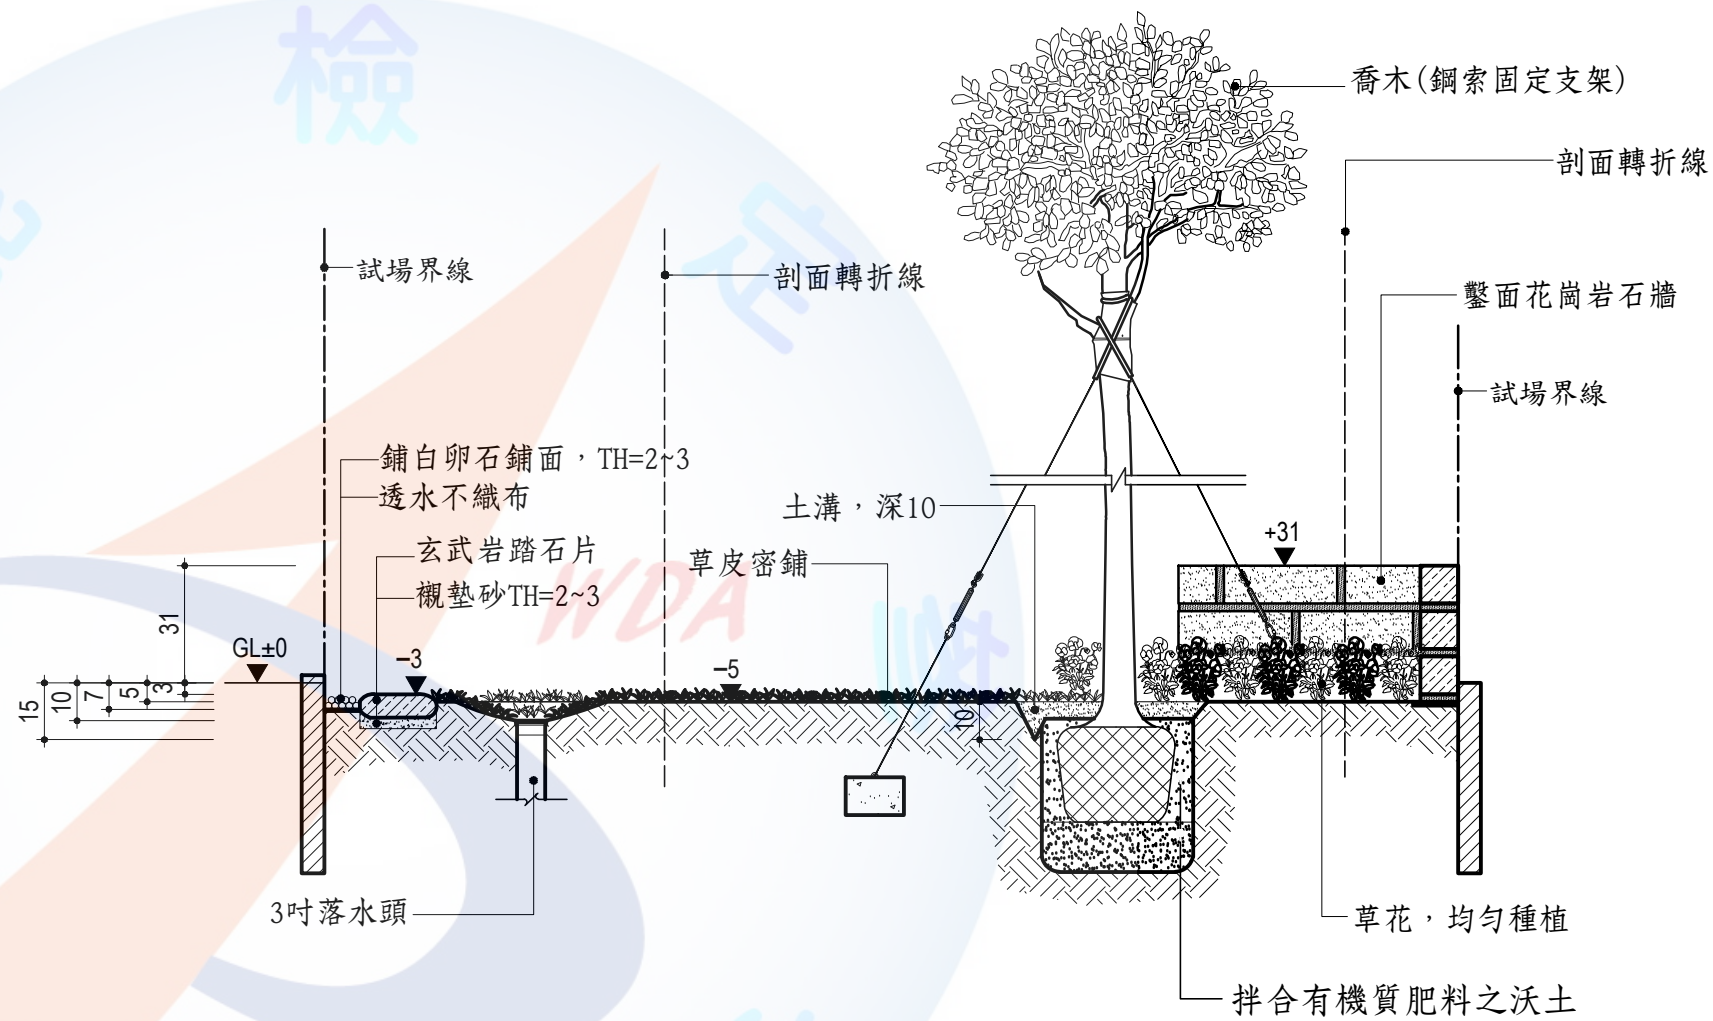 檢
定
喬木(鋼索固定支架)
剖面轉折線
試場界線
剖面轉折線
鏨面花崗岩石牆
試場界線
鋪白卵石鋪面，TH=2~3
透水不織布
土溝，深10
玄武岩踏石片
草皮密鋪
襯墊砂TH=2~3
+31
WDA
31
GL±0
-3
-5
15
10
7
5
3
10
3吋落水頭
草花，均勻種植
拌合有機質肥料之沃土